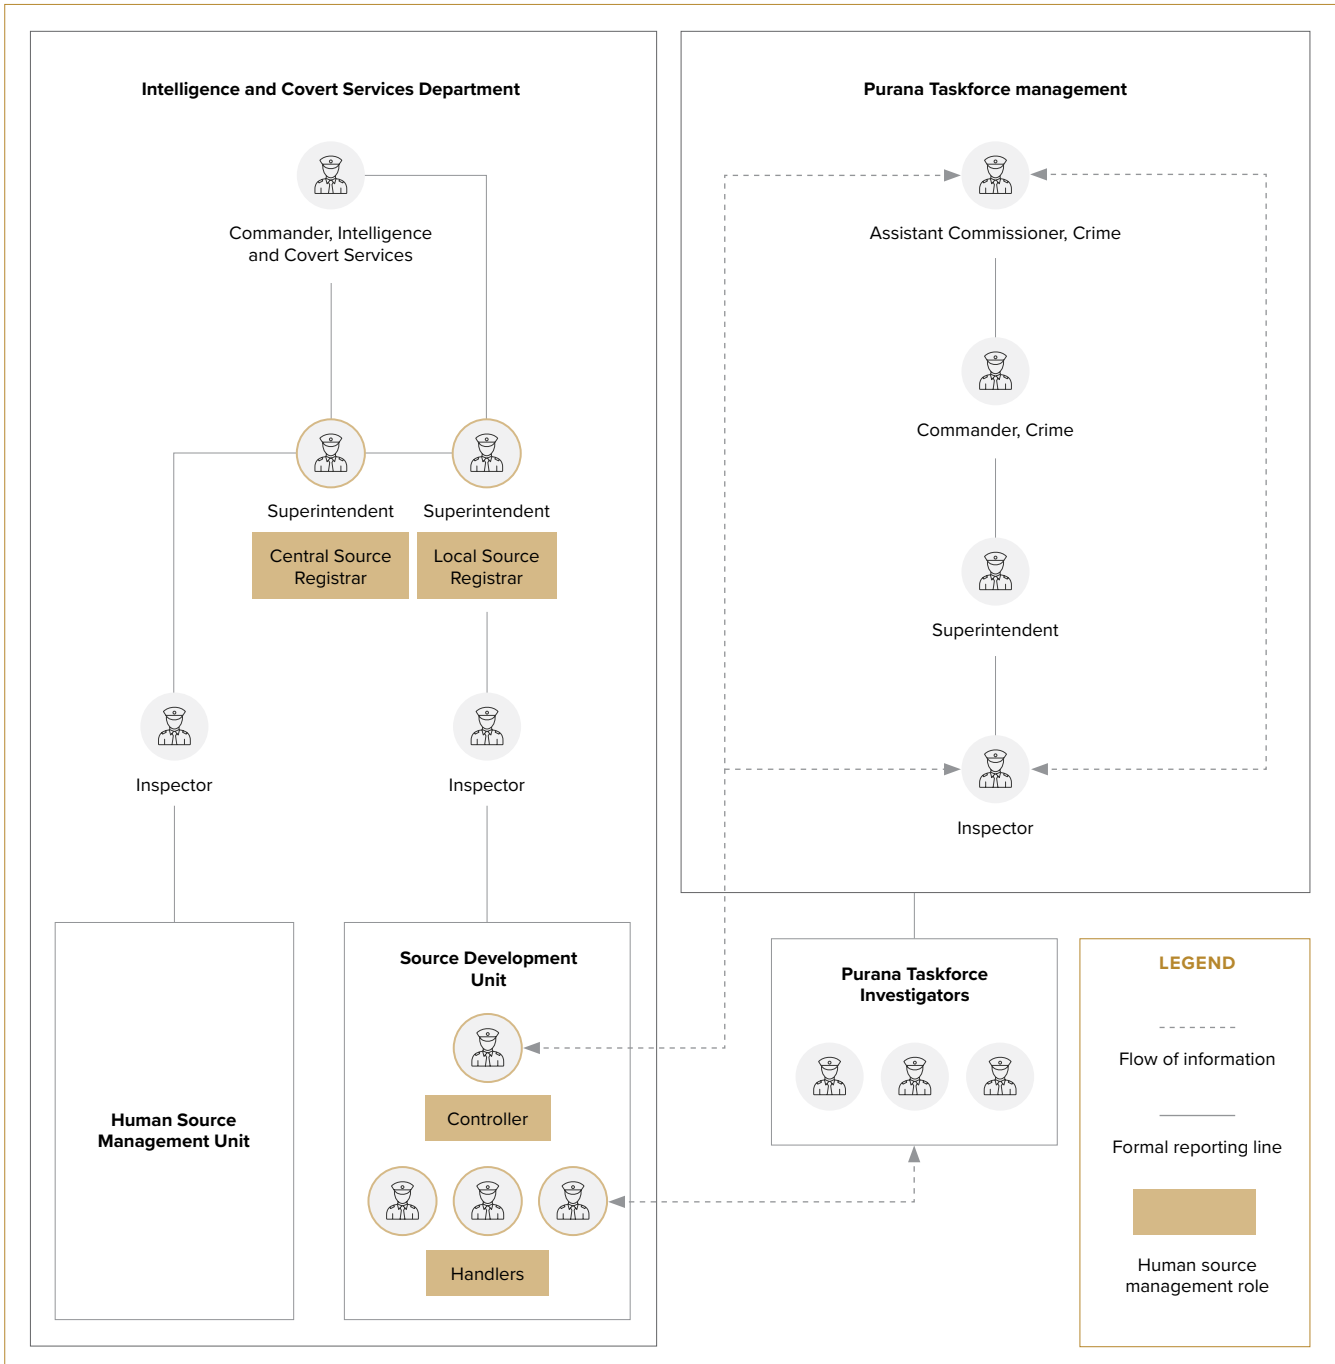 Intelligence and Covert Services Department
Commander, Intelligence
and Covert Services
Superintendent
Central Source
Registrar
Superintendent
Local Source
Registrar
Inspector
Inspector
Human Source
Management Unit
Source Development
Unit
Controller
Handlers
Purana Taskforce management
Assistant Commissioner, Crime
Commander, Crime
Superintendent
Inspector
Purana Taskforce
Investigators
LEGEND
Flow of information
Formal reporting line
Human source
management role